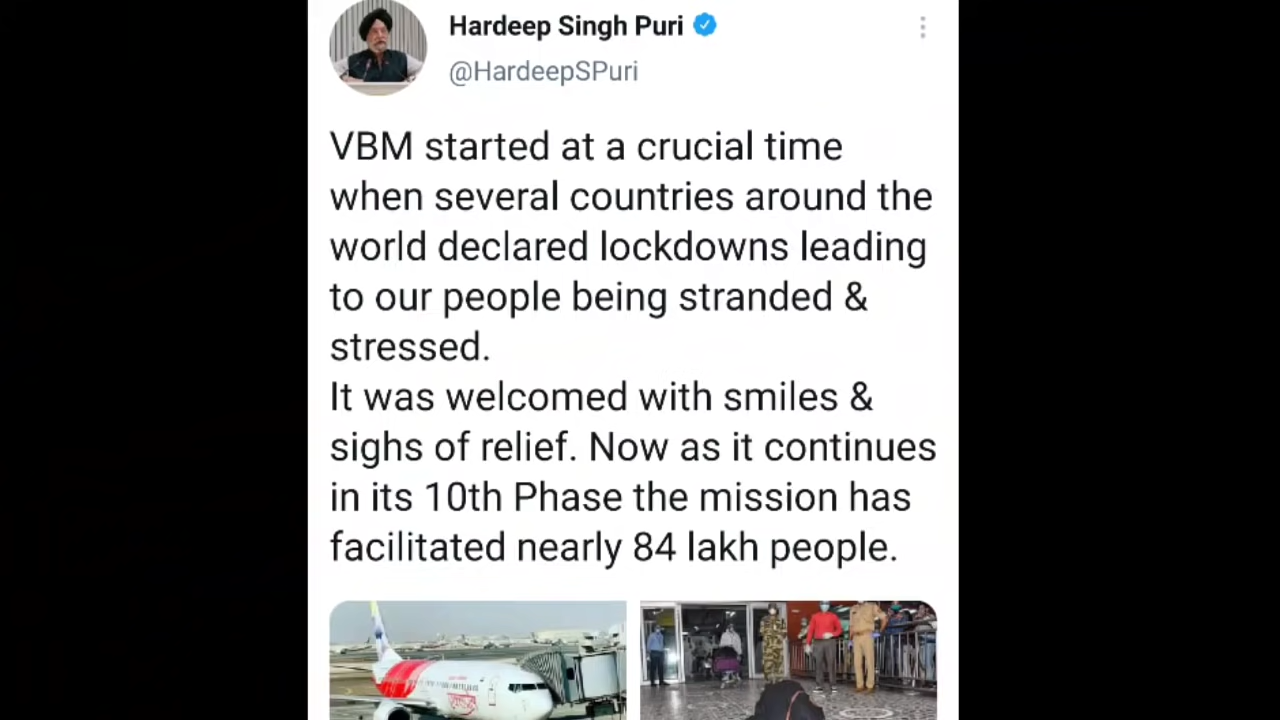 Hardeep Singh Puri
@HardeepSPuri
VBM started at a crucial time
when several countries around the
world declared lockdowns leading
to our people being stranded &
stressed.
It was welcomed with smiles &
sighs of relief. Now as it continues
in its 10th Phase the mission has
facilitated nearly 84 lakh people.